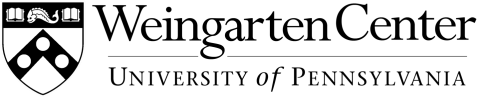 Weingarten Center
UNIVERSITY of PENNSYLVANIA